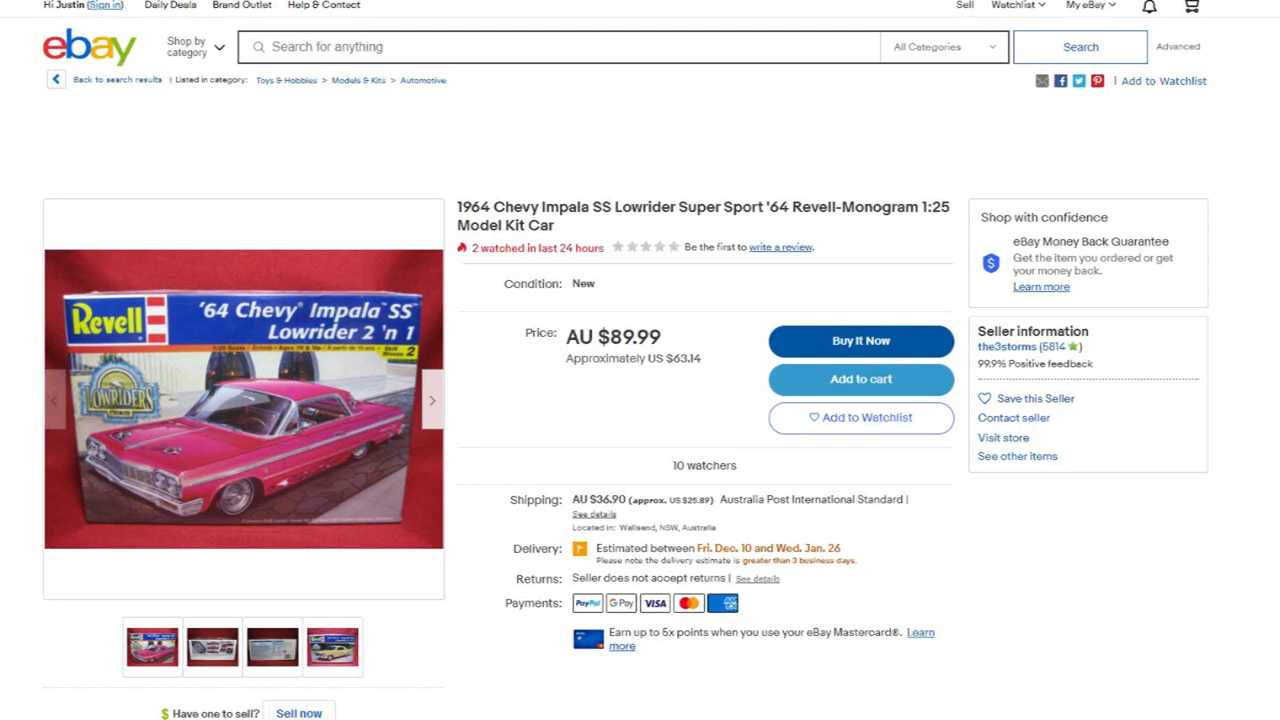 Hi Justin (Sign in)
Daily Deals
Brand Outlet
Help & Contact
Sell
Watchlist
My eBay
ebay
Shop by
category
Search for anything
All Categories
Search
Advanced
Back to search results | Listed in category:
Toys & Hobbies > Models & Kits > Automotive
| Add to Watchlist
1964 Chevy Impala SS Lowrider Super Sport '64 Revell-Monogram 1:25
Model Kit Car
2 watched in last 24 hours
Be the first to write a review.
Condition: New
Price: AU $89.99
Approximately US $63.14
Buy It Now
Add to cart
Add to Watchlist
10 watchers
Shipping: AU $36.90 (approx. US $25.89) Australia Post International Standard |
See details
Located in: Wallsend, NSW, Australia
Delivery: Estimated between Fri. Dec. 10 and Wed. Jan. 26
Please note the delivery estimate is greater than 3 business days.
Returns: Seller does not accept returns | See details
Payments: PayPal G Pay VISA
Earn up to 5x points when you use your eBay Mastercard®. Learn
more
Shop with confidence
eBay Money Back Guarantee
Get the item you ordered or get
your money back.
Learn more
Seller information
the3storms (5814 )
99.9% Positive feedback
Save this Seller
Contact seller
Visit store
See other items
Revell
'64 Chevy Impala SS
Lowrider 2 'n 1
2
LOWRIDERS
$ Have one to sell? Sell now